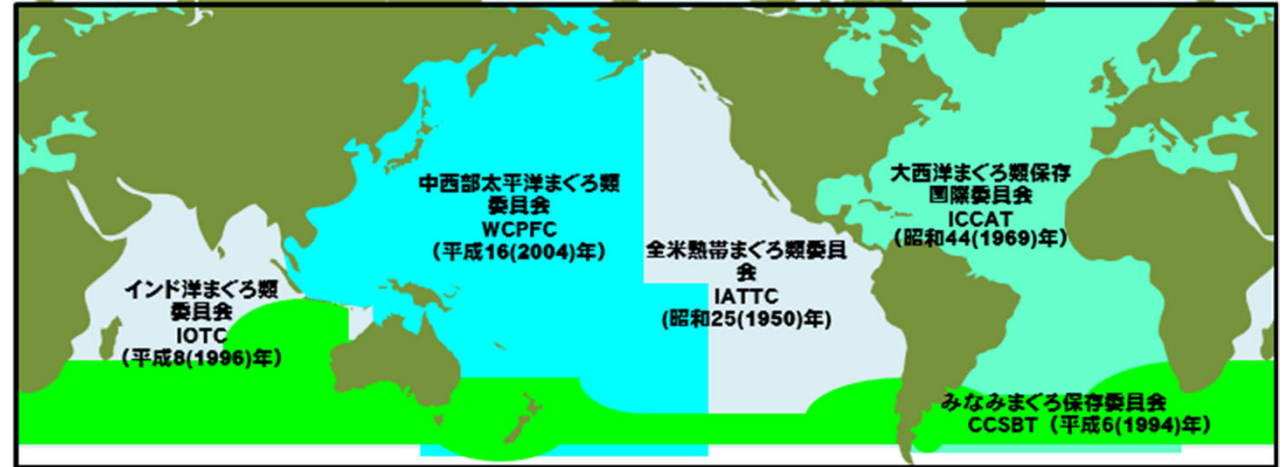 中西部太平洋まぐろ類
委員会
WCPFC
（平成16(2004)年）
大西洋まぐろ類保存
国際委員会
ICCAT
（昭和44(1969)年）
全米熱帯まぐろ類委員
会
IATTC
(昭和25(1950)年)
インド洋まぐろ類
委員会
IOTC
（平成8(1996)年）
みなみまぐろ保存委員会
CCSBT（平成6(1994)年）